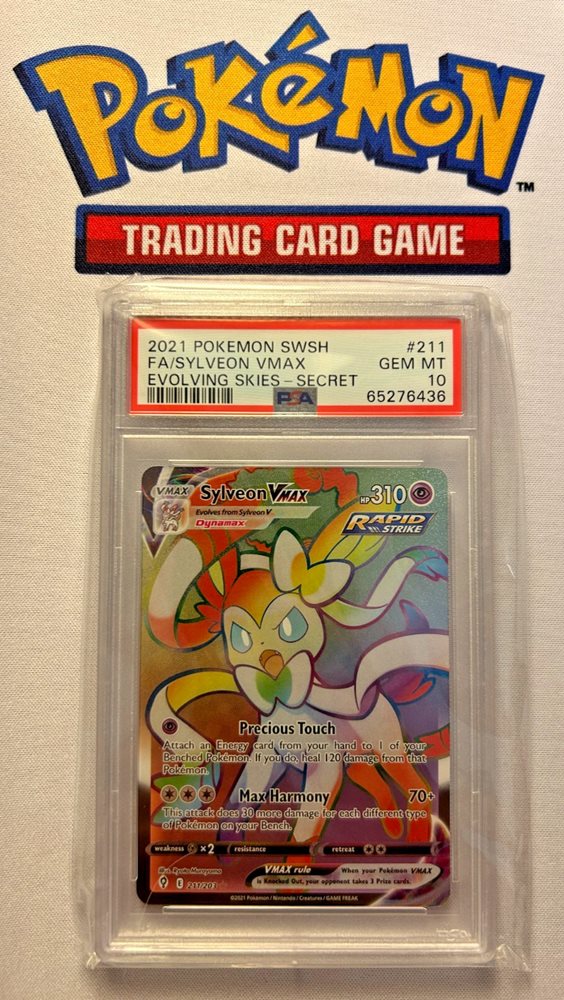 POKéMON
™
TRADING CARD GAME
2021 POKEMON SWSH #211
FA/SYLVEON VMAX GEM MT
EVOLVING SKIES – SECRET 10
PSA 65276436
VMAX Sylveon VMAX HP 310
Evolves from Sylveon V
Dynamax
RAPID STRIKE
Precious Touch
Attach an Energy card from your hand to 1 of your
Benched Pokémon. If you do, heal 120 damage from that
Pokémon.
Max Harmony 70+
This attack does 30 more damage for each different type
of Pokémon on your Bench.
weakness ×2 resistance retreat
VMAX rule When your Pokémon VMAX
is Knocked Out, your opponent takes 3 Prize cards.
Illus. Ryota Murayama
E 211/203
©2021 Pokémon / Nintendo / Creatures / GAME FREAK